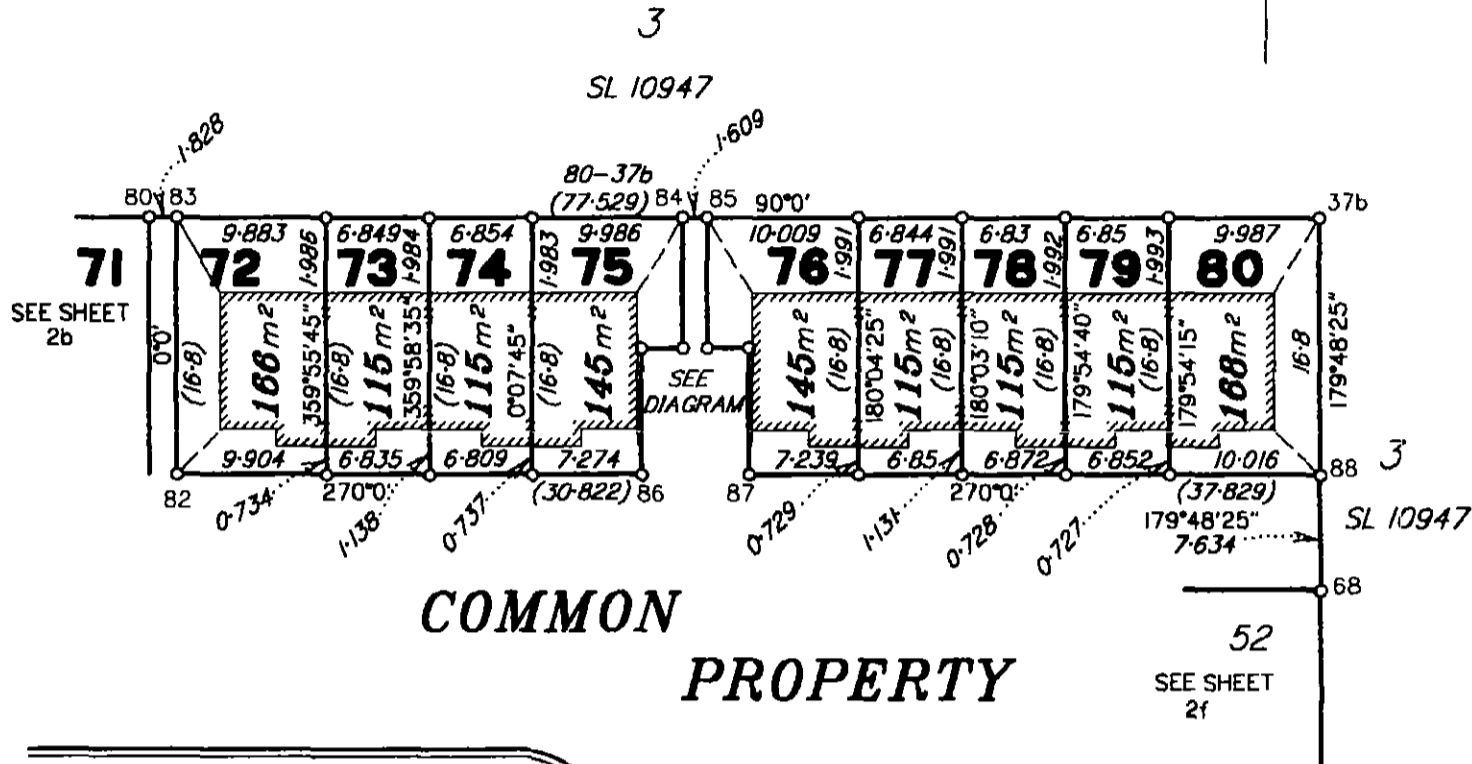 3
SL 10947
1·828
1·609
80-37b
(77·529)
80 83
84 85
90°0'
37b
9·883 6·849 6·854 9·986
10·009 6·844 6·83 6·85 9·987
1·986 1·984 1·983
1·991 1·991 1·992 1·993
71 72 73 74 75 76 77 78 79 80
SEE SHEET
2b
0°0'
(16·8)
166m²
359°55'45"
(16·8)
115m²
359°58'35"
(16·8)
115m²
0°07'45"
(16·8)
145m²
SEE
DIAGRAM
145m²
(16·8)
180°04'25"
115m²
(16·8)
180°03'10"
115m²
(16·8)
179°54'40"
115m²
(16·8)
179°54'15"
168m²
16·8
179°48'25"
9·904 6·835 6·809 7·274
7·239 6·85 6·872 6·852 10·016
82
270°0'
(30·822) 86
87
270°0'
(37·829)
88
3
SL 10947
0·734 1·138 0·737
0·729 1·131 0·728 0·727
179°48'25"
7·634
68
COMMON
PROPERTY
52
SEE SHEET
2f